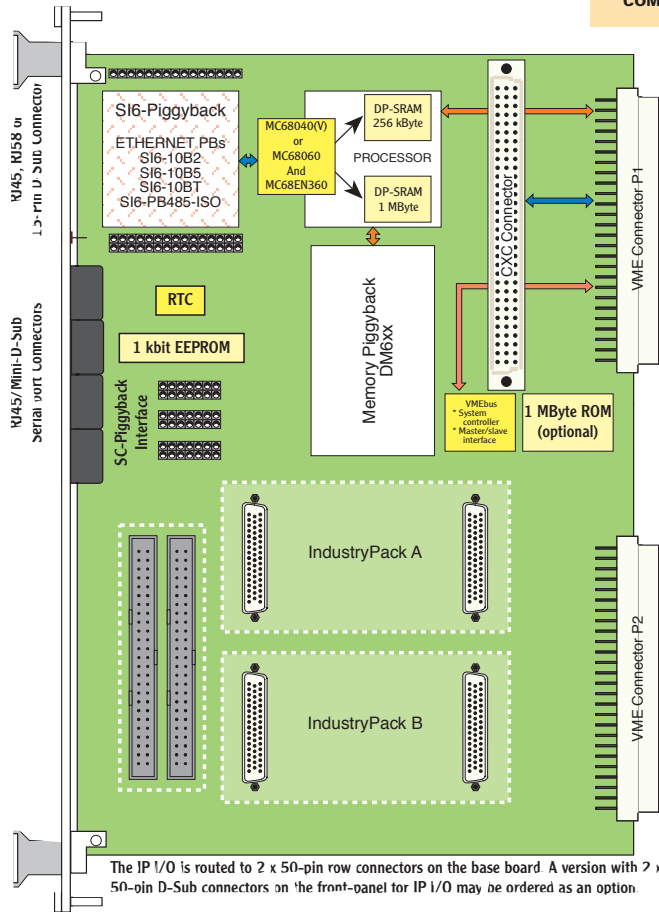 COM
RJ45, RJ58 or
15-Pin D-Sub Connector
SI6-Piggyback
ETHERNET PBs
SI6-10B2
SI6-10B5
SI6-10BT
SI6-PB485-ISO
MC68040(V)
or
MC68060
And
MC68EN360
DP-SRAM
256 kByte
PROCESSOR
DP-SRAM
1 MByte
CXC Connector
VME Connector P1
RJ45/Mini-D-Sub
Serial Port Connectors
RTC
1 kbit EEPROM
SC-Piggyback
Interface
Memory Piggyback
DM6xx
VMEbus
* System
controller
* Master/slave
interface
1 MByte ROM
(optional)
IndustryPack A
IndustryPack B
VME Connector P2
The IP I/O is routed to 2 x 50-pin row connectors on the base board. A version with 2 x
50-pin D-Sub connectors on the front-panel for IP I/O may be ordered as an option.